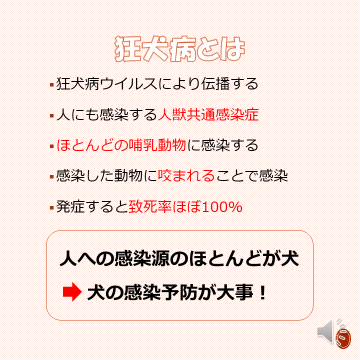 狂犬病とは
▪狂犬病ウイルスにより伝播する
▪人にも感染する人獣共通感染症
▪ほとんどの哺乳動物に感染する
▪感染した動物に咬まれることで感染
▪発症すると致死率ほぼ100%
人への感染源のほとんどが犬
➡犬の感染予防が大事！